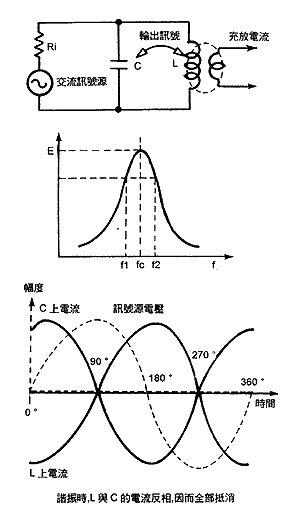 輸出訊號
充放電流
Ri
C
L
交流訊號源
E
f1
fc
f2
f
幅度
C 上電流
訊號源電壓
90°
270°
180°
360°
0°
時間
L 上電流
諧振時,L 與 C 的電流反相,因而全部抵消